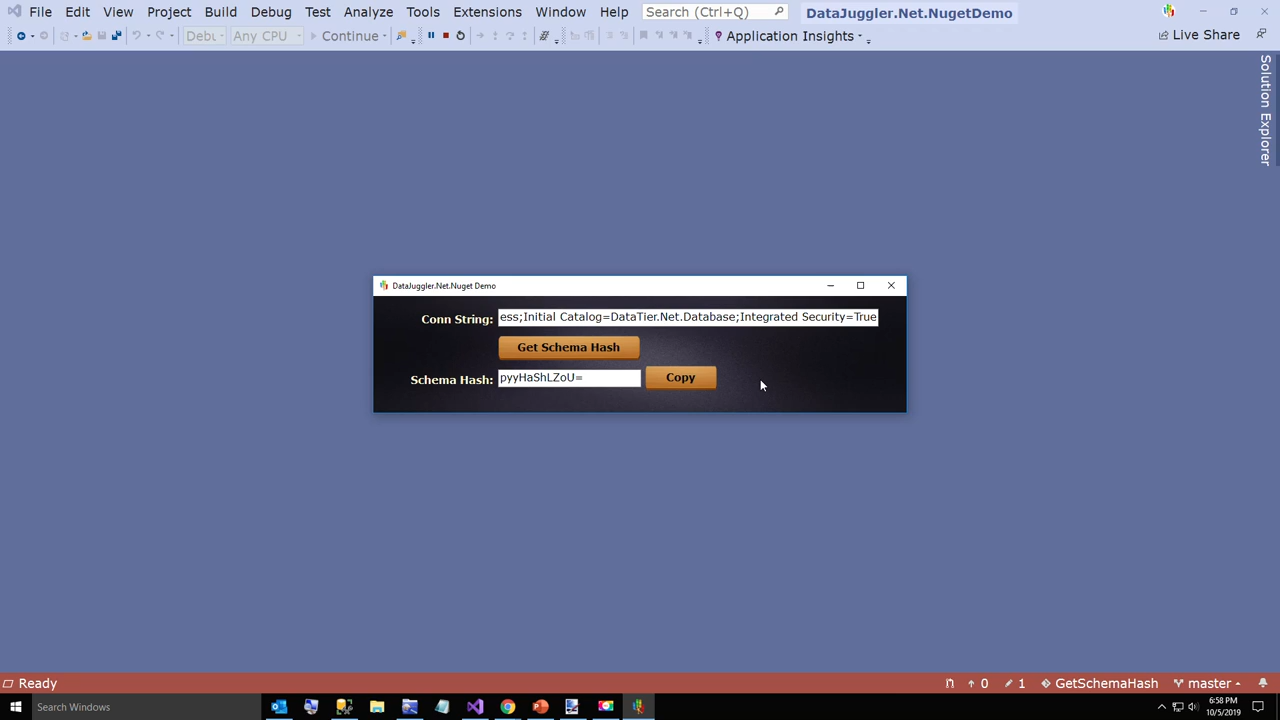 File Edit View Project Build Debug Test Analyze Tools Extensions Window Help Search (Ctrl+Q) DataJuggler.Net.NugetDemo
Debu Any CPU Continue Application Insights Live Share
Solution Explorer
DataJuggler.Net.Nuget Demo
Conn String: ess;Initial Catalog=DataTier.Net.Database;Integrated Security=True
Get Schema Hash
Schema Hash: pyyHaShLZoU= Copy
Ready 0 1 GetSchemaHash master
Search Windows 6:58 PM
10/5/2019